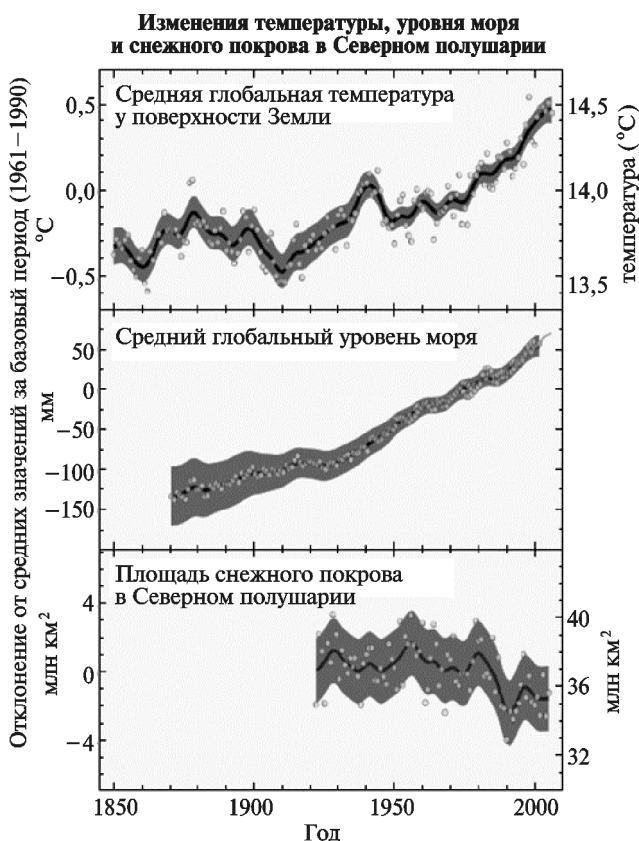 Изменения температуры, уровня моря
и снежного покрова в Северном полушарии
Отклонение от средних значений за базовый период (1961–1990)
°C
0,5
0,0
−0,5
Средняя глобальная температура
у поверхности Земли
14,5
14,0
13,5
температура (°C)
мм
50
0
−50
−100
−150
Средний глобальный уровень моря
млн км²
4
0
−4
Площадь снежного покрова
в Северном полушарии
40
36
32
млн км²
1850
1900
1950
2000
Год